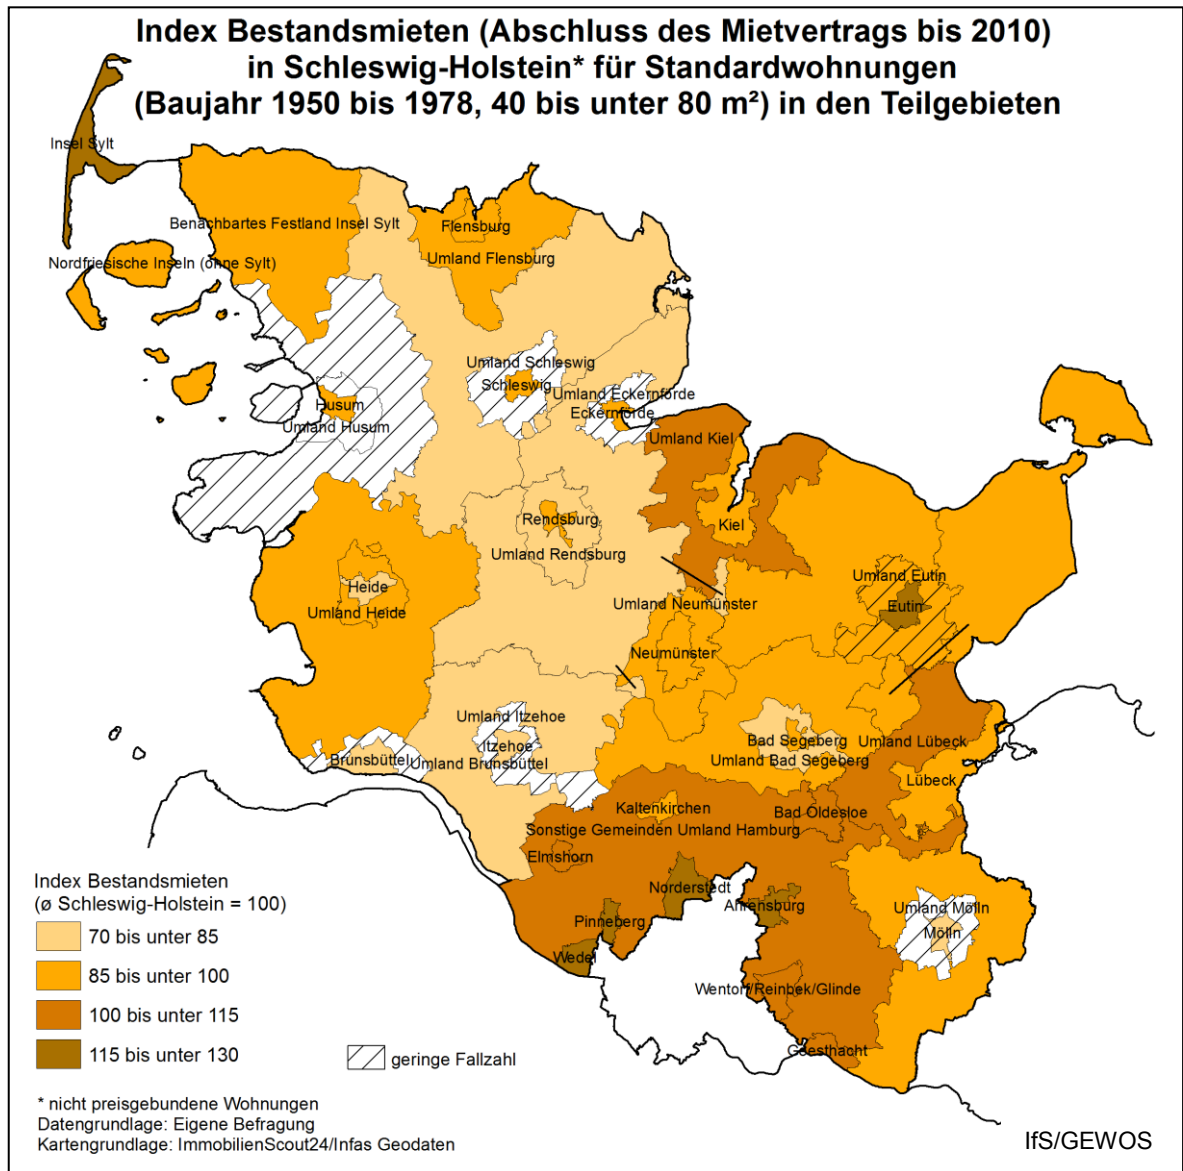 Index Bestandsmieten (Abschluss des Mietvertrags bis 2010)
in Schleswig-Holstein* für Standardwohnungen
(Baujahr 1950 bis 1978, 40 bis unter 80 m²) in den Teilgebieten
Insel Sylt
Benachbartes Festland Insel Sylt
Flensburg
Umland Flensburg
Nordfriesische Inseln (ohne Sylt)
Umland Schleswig
Schleswig
Umland Eckernförde
Eckernförde
Husum
Umland Husum
Umland Kiel
Kiel
Rendsburg
Umland Rendsburg
Heide
Umland Heide
Umland Eutin
Eutin
Umland Neumünster
Neumünster
Umland Itzehoe
Itzehoe
Brunsbüttel
Umland Brunsbüttel
Bad Segeberg
Umland Bad Segeberg
Umland Lübeck
Lübeck
Kaltenkirchen
Bad Oldesloe
Sonstige Gemeinden Umland Hamburg
Elmshorn
Norderstedt
Ahrensburg
Pinneberg
Wedel
Umland Mölln
Mölln
Wentorf/Reinbek/Glinde
Geesthacht
Index Bestandsmieten
(ø Schleswig-Holstein = 100)
70 bis unter 85
85 bis unter 100
100 bis unter 115
115 bis unter 130
geringe Fallzahl
* nicht preisgebundene Wohnungen
Datengrundlage: Eigene Befragung
Kartengrundlage: ImmobilienScout24/Infas Geodaten
IfS/GEWOS